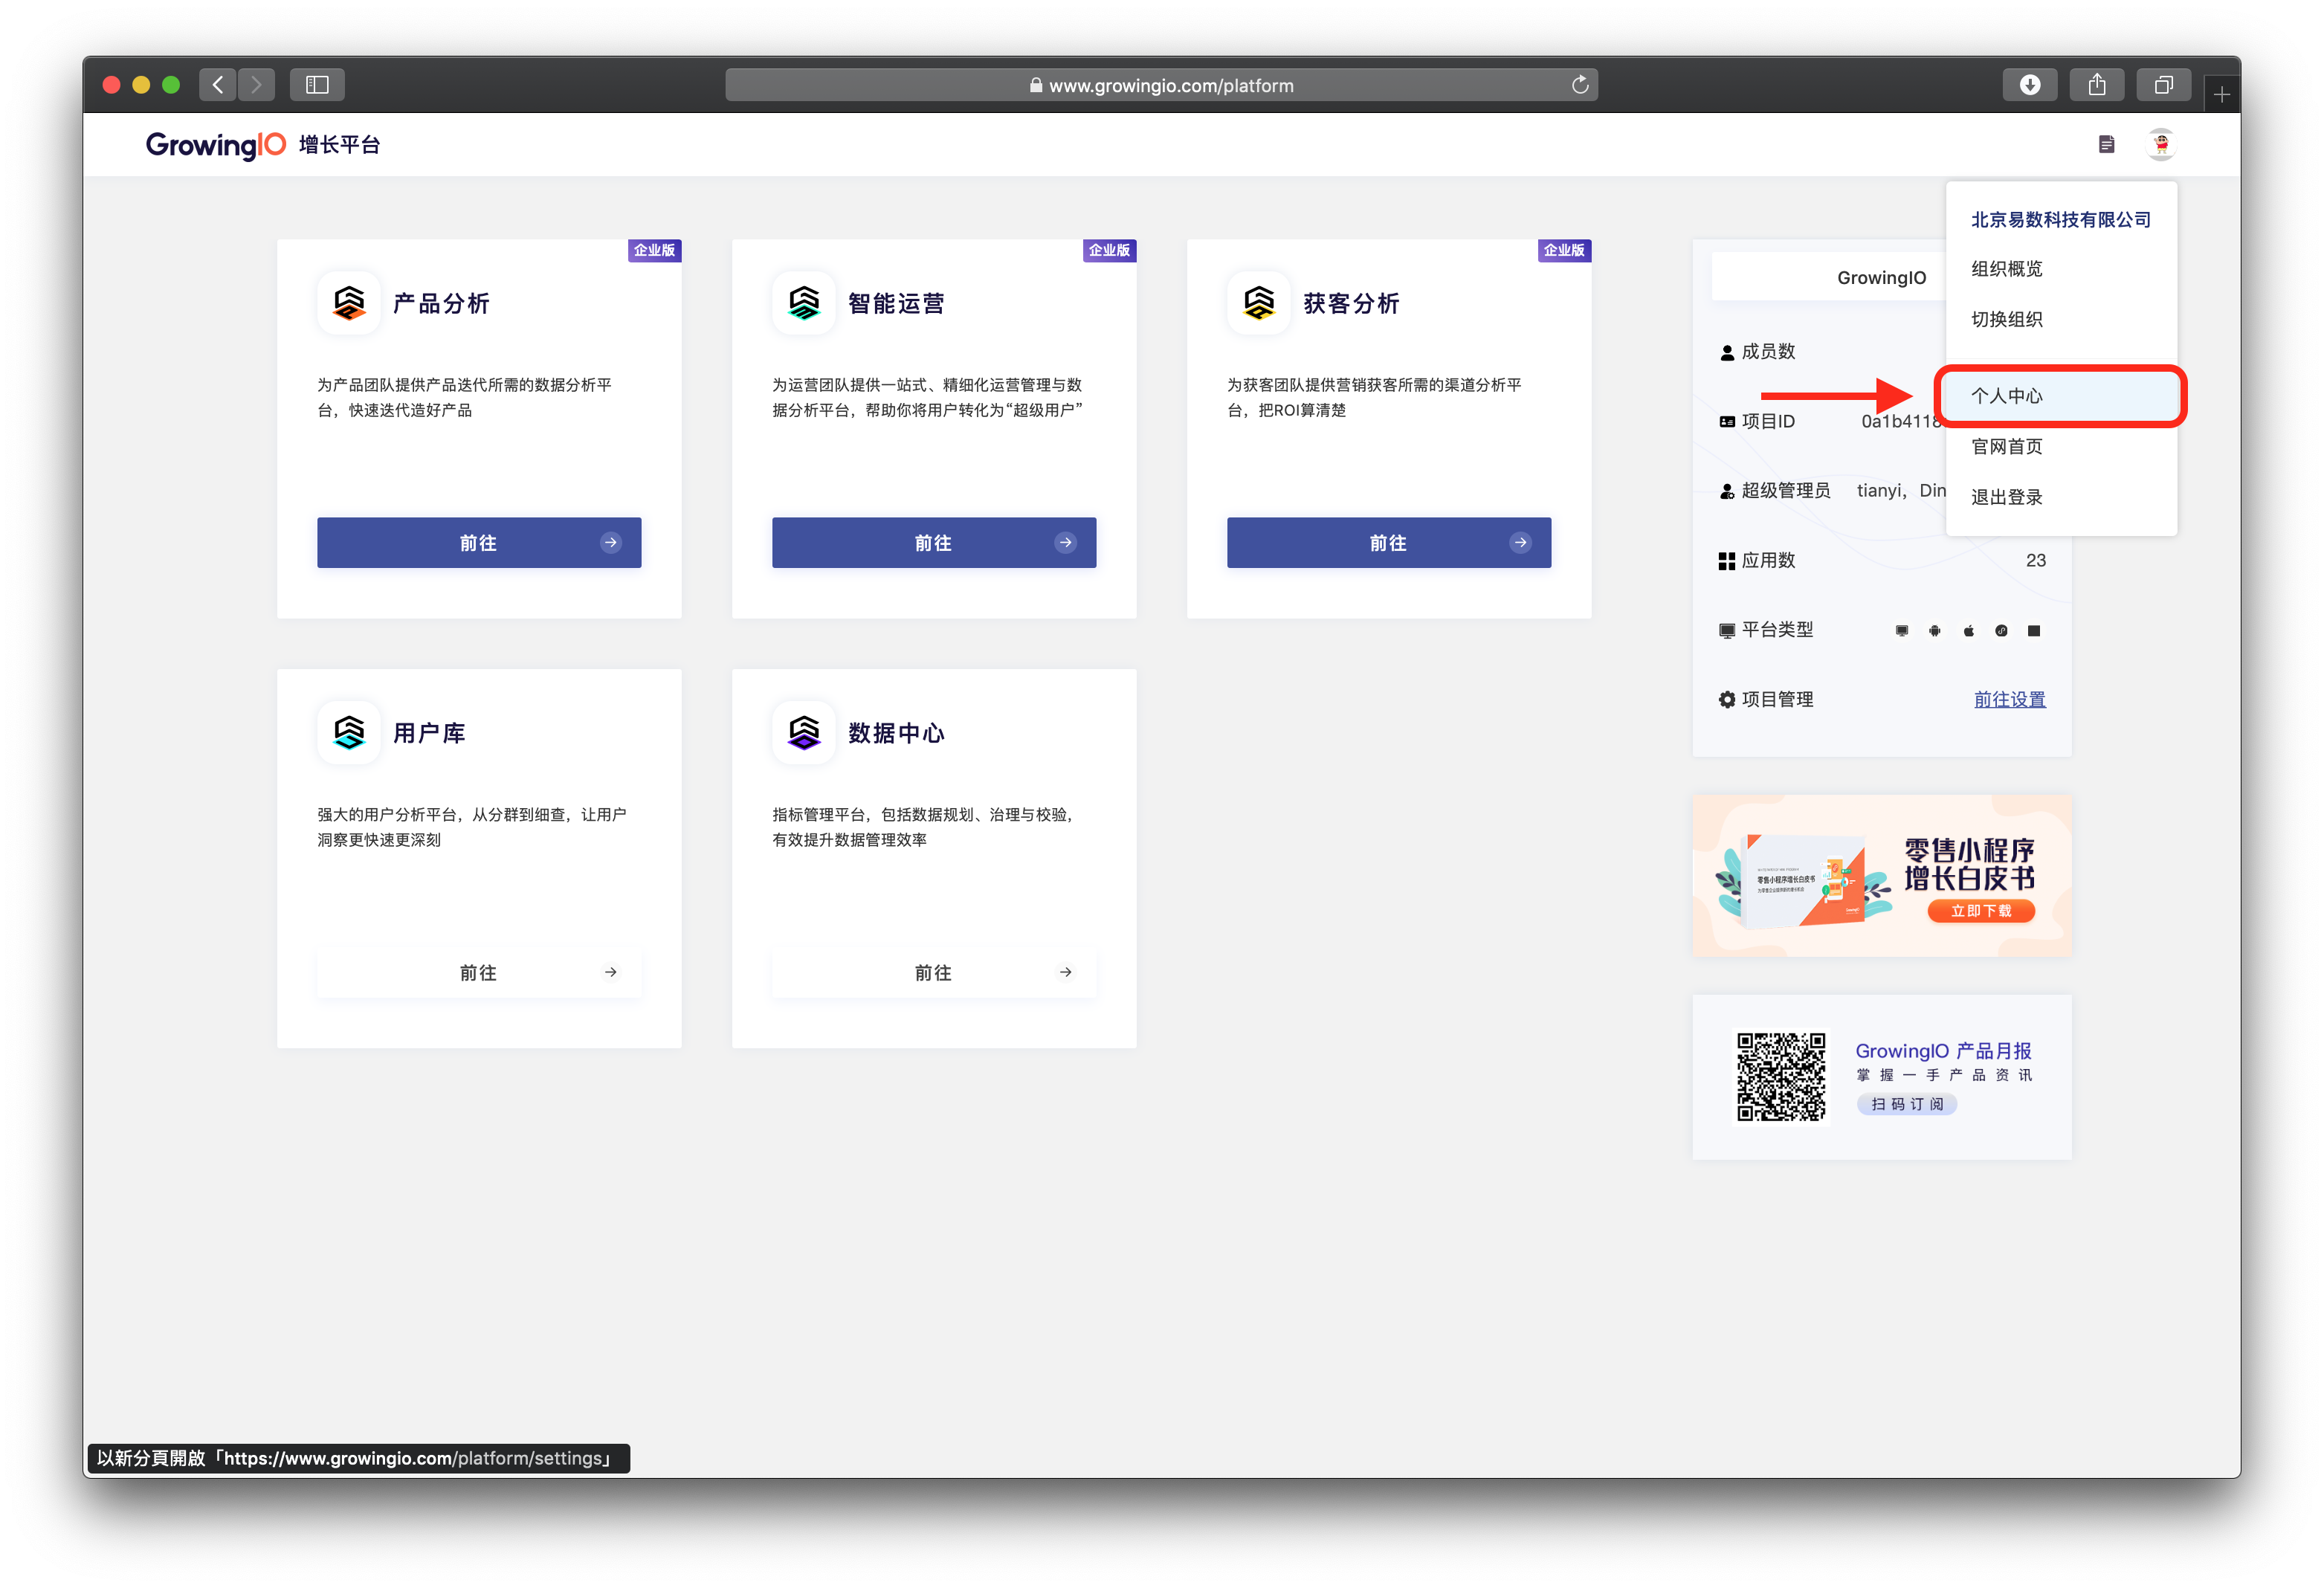 www.growingio.com/platform
GrowingIO 增长平台
北京易数科技有限公司
组织概览
切换组织
个人中心
官网首页
退出登录
企业版
产品分析
为产品团队提供产品迭代所需的数据分析平
台，快速迭代造好产品
前往
企业版
智能运营
为运营团队提供一站式、精细化运营管理与数
据分析平台，帮助你将用户转化为“超级用户”
前往
企业版
获客分析
为获客团队提供营销获客所需的渠道分析平
台，把ROI算清楚
前往
用户库
强大的用户分析平台，从分群到细查，让用户
洞察更快速更深刻
前往
数据中心
指标管理平台，包括数据规划、治理与校验，
有效提升数据管理效率
前往
GrowingIO
成员数
项目ID 0a1b4118
超级管理员 tianyi，Din
应用数 23
平台类型
项目管理 前往设置
零售小程序增长白皮书
零售小程序
增长白皮书
立即下载
GrowingIO 产品月报
掌握一手产品资讯
扫码订阅
以新分頁開啟「https://www.growingio.com/platform/settings」